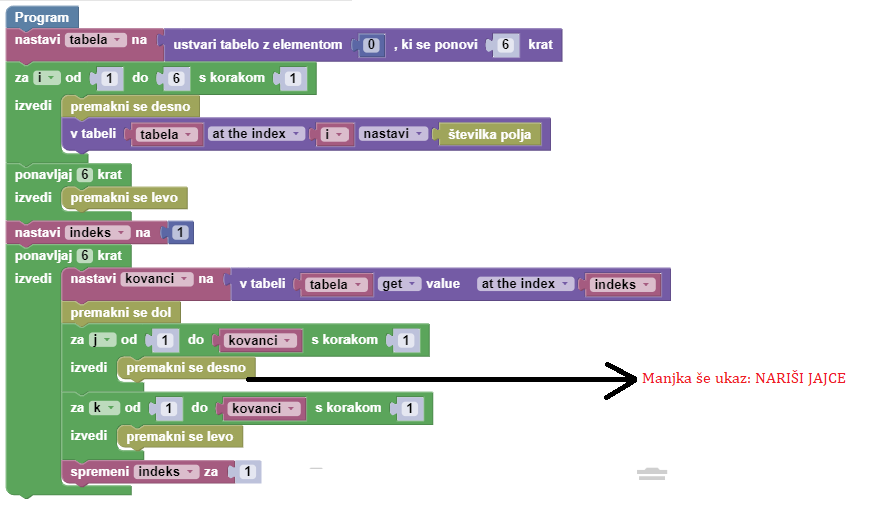 Program
nastavi tabela na ustvari tabelo z elementom 0 , ki se ponovi 6 krat
za i od 1 do 6 s korakom 1
izvedi premakni se desno
v tabeli tabela at the index i nastavi številka polja
ponavljaj 6 krat
izvedi premakni se levo
nastavi indeks na 1
ponavljaj 6 krat
izvedi nastavi kovanci na v tabeli tabela get value at the index indeks
premakni se dol
za j od 1 do kovanci s korakom 1
izvedi premakni se desno Manjka še ukaz: NARIŠI JAJCE
za k od 1 do kovanci s korakom 1
izvedi premakni se levo
spremeni indeks za 1